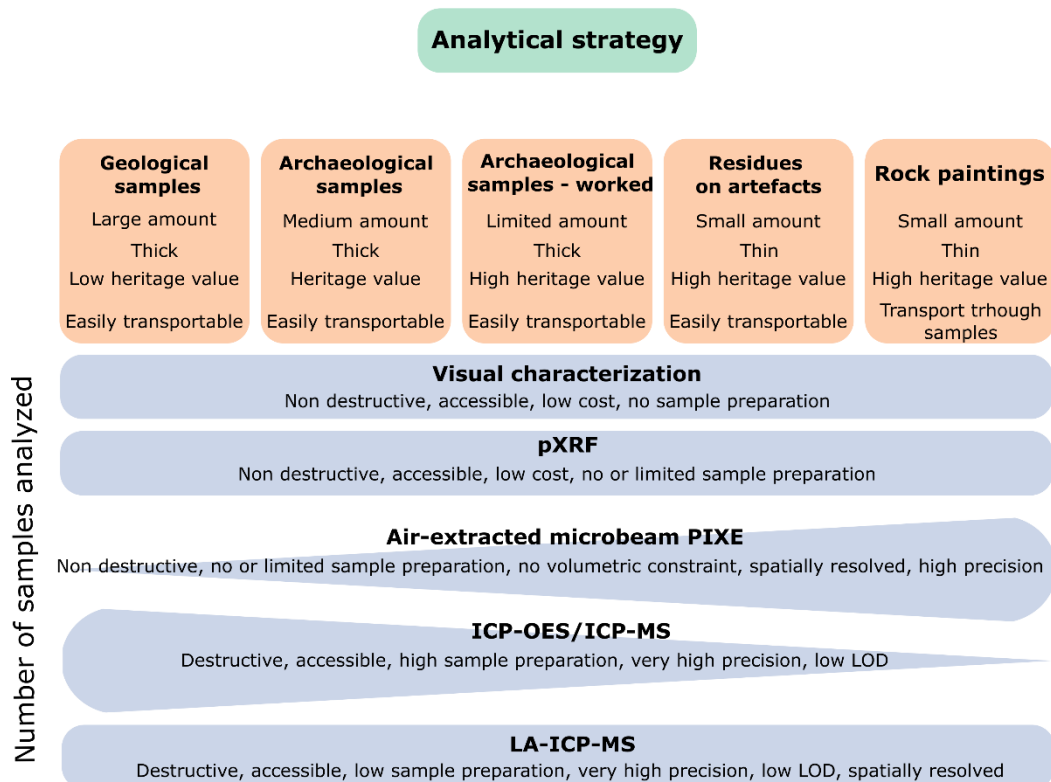 Analytical strategy
Geological
samples
Large amount
Thick
Low heritage value
Easily transportable
Archaeological
samples
Medium amount
Thick
Heritage value
Easily transportable
Archaeological
samples - worked
Limited amount
Thick
High heritage value
Easily transportable
Residues
on artefacts
Small amount
Thin
High heritage value
Easily transportable
Rock paintings
Small amount
Thin
High heritage value
Transport trhough
samples
Number of samples analyzed
Visual characterization
Non destructive, accessible, low cost, no sample preparation
pXRF
Non destructive, accessible, low cost, no or limited sample preparation
Air-extracted microbeam PIXE
Non destructive, no or limited sample preparation, no volumetric constraint, spatially resolved, high precision
ICP-OES/ICP-MS
Destructive, accessible, high sample preparation, very high precision, low LOD
LA-ICP-MS
Destructive, accessible, low sample preparation, very high precision, low LOD, spatially resolved